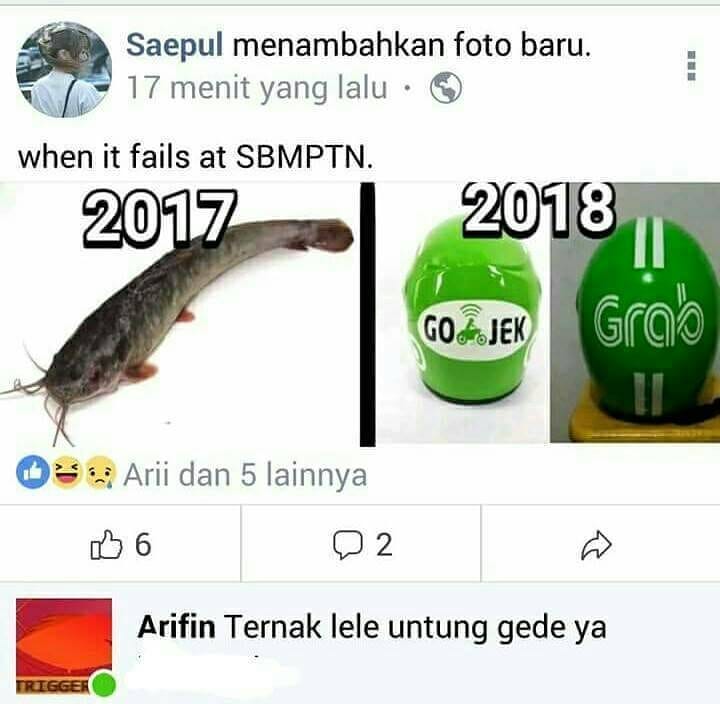 Saepul menambahkan foto baru.
17 menit yang lalu ·
when it fails at SBMPTN.
2017
2018
GO JEK
Grab
Arii dan 5 lainnya
6
2
Arifin Ternak lele untung gede ya
TRIGGER